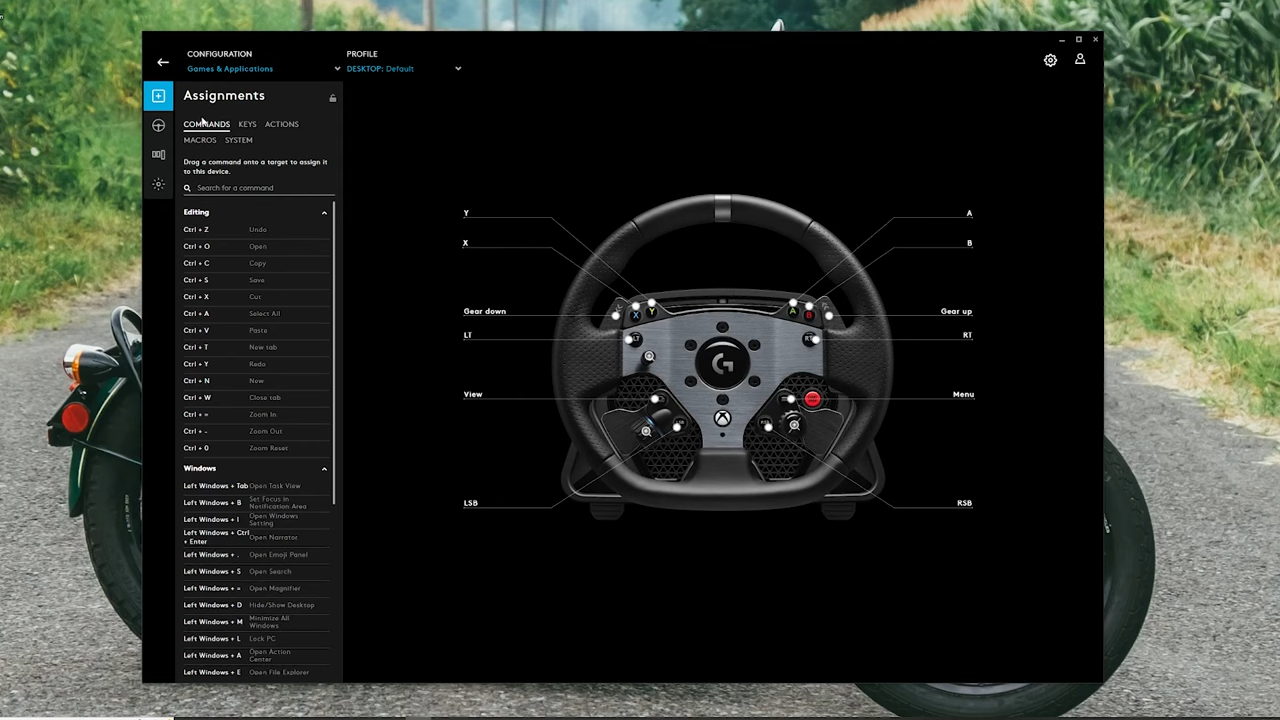 CONFIGURATION
PROFILE
Games & Applications
DESKTOP: Default
Assignments
COMMANDS KEYS ACTIONS
MACROS SYSTEM
Drag a command onto a target to assign it
to this device.
Search for a command
Editing
Ctrl + Z Undo
Ctrl + O Open
Ctrl + C Copy
Ctrl + S Save
Ctrl + X Cut
Ctrl + A Select All
Ctrl + V Paste
Ctrl + T New tab
Ctrl + Y Redo
Ctrl + N New
Ctrl + W Close tab
Ctrl + = Zoom In
Ctrl + - Zoom Out
Ctrl + 0 Zoom Reset
Windows
Left Windows + Tab Open Task View
Left Windows + B Set Focus in
Notification Area
Left Windows + I Open Windows
Setting
Left Windows + Ctrl
+ Enter Open Narrator
Left Windows + . Open Emoji Panel
Left Windows + S Open Search
Left Windows + = Open Magnifier
Left Windows + D Hide/Show Desktop
Left Windows + M Minimize All
Windows
Left Windows + L Lock PC
Left Windows + A Open Action
Center
Left Windows + E Open File Explorer
Y
X
Gear down
LT
View
LSB
A
B
Gear up
RT
Menu
RSB
X Y A B
LT RT
G